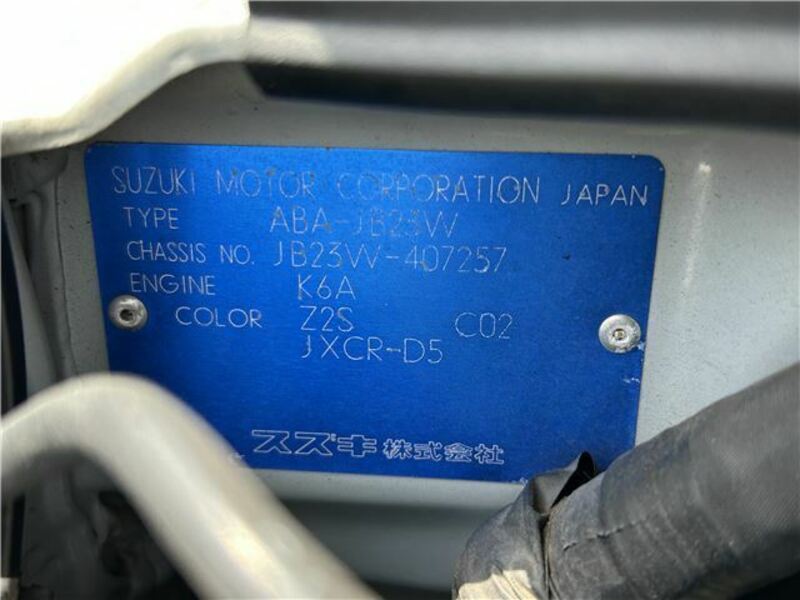 SUZUKI MOTOR CORPORATION JAPAN
TYPE ABA-JB23W
CHASSIS NO. JB23W-407257
ENGINE K6A
COLOR Z2S C02
JXCR-D5
スズキ株式会社